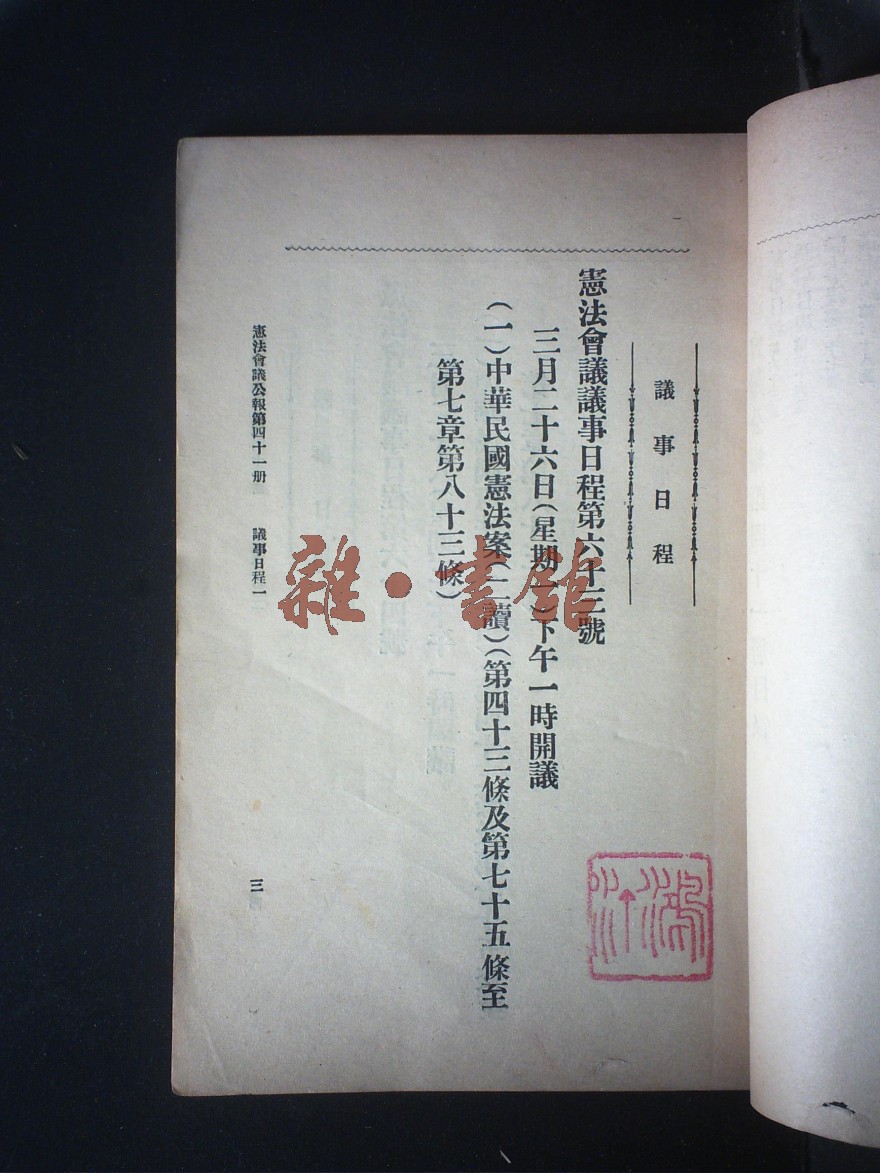 議事日程
憲法會議議事日程第六十三號
三月二十六日(星期一)下午一時開議
(一)中華民國憲法案(二讀)(第四十三條及第七十五條至
第七章第八十三條)
憲法會議公報第四十一册 議事日程一
三
雜·書館